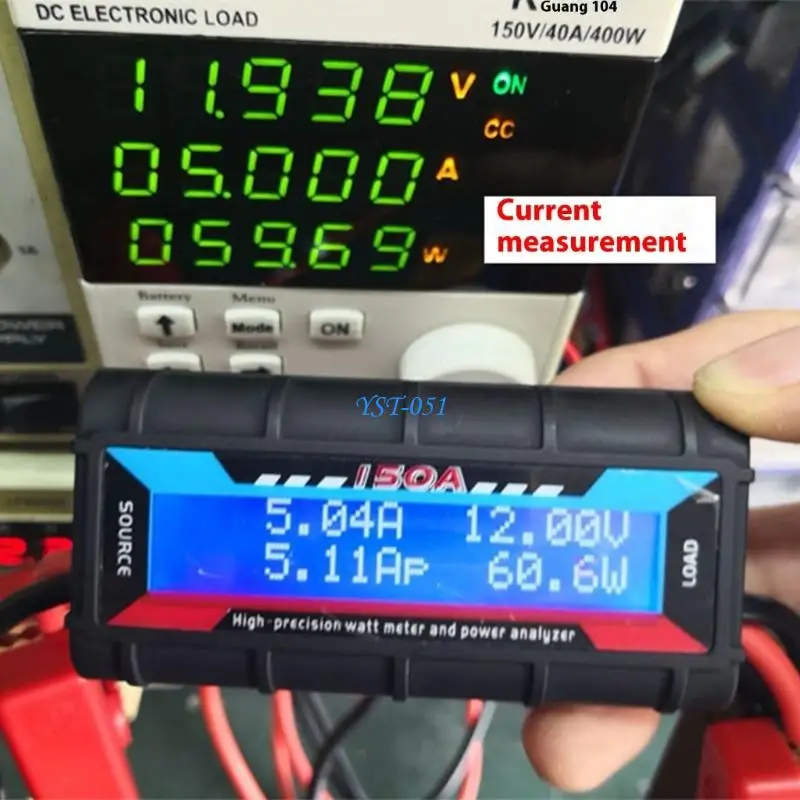 DC ELECTRONIC LOAD
Guang 104
150V/40A/400W
11.938 V ON
CC
05.000 A
059.69 W
Current
measurement
Battery Menu
Mode ON
YST-051
150A
SOURCE
5.04A 12.00V
5.11Ap 60.6W
LOAD
High-precision watt meter and power analyzer